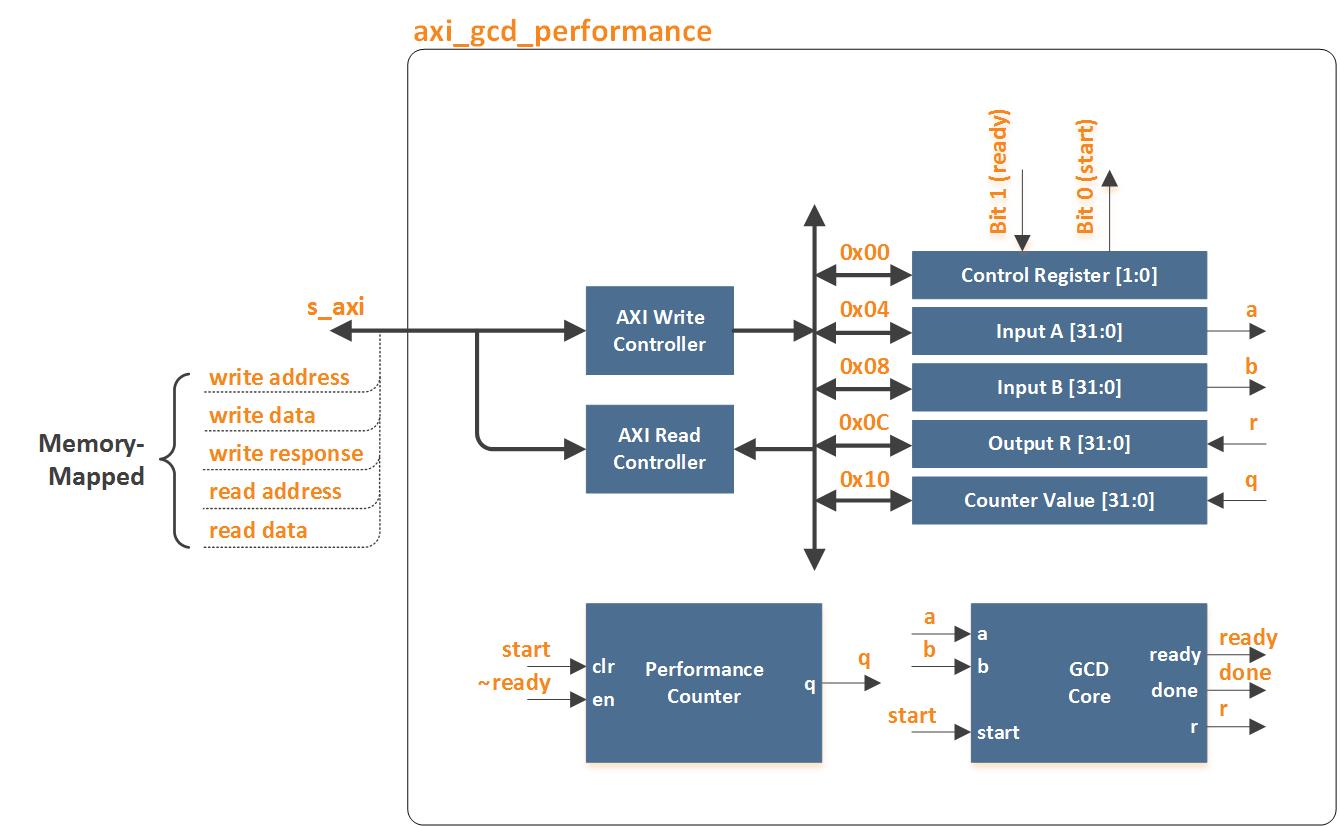 axi_gcd_performance
Bit 1 (ready)
Bit 0 (start)
s_axi
Memory-
Mapped
write address
write data
write response
read address
read data
AXI Write
Controller
AXI Read
Controller
0x00
Control Register [1:0]
0x04
Input A [31:0]
a
0x08
Input B [31:0]
b
0x0C
Output R [31:0]
r
0x10
Counter Value [31:0]
q
start
~ready
clr
en
Performance
Counter
q
q
a
b
start
a
b
start
GCD
Core
ready
done
r
ready
done
r